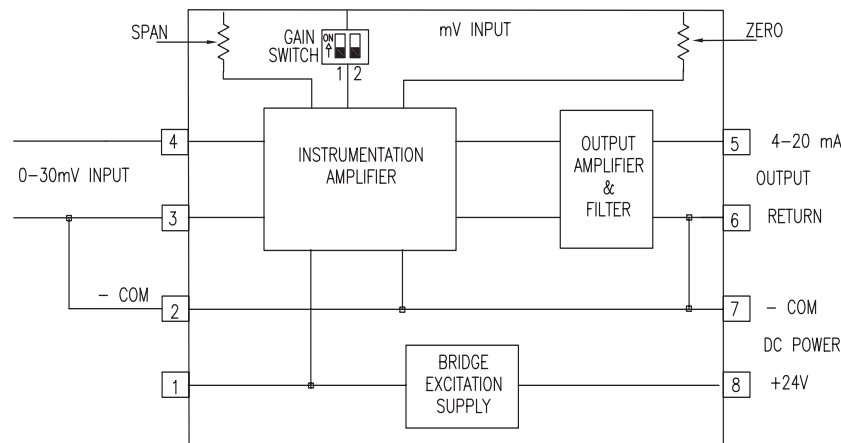 SPAN
GAIN
SWITCH
ON
1 2
mV INPUT
ZERO
4
0-30mV INPUT
3
- COM
2
1
INSTRUMENTATION
AMPLIFIER
OUTPUT
AMPLIFIER
&
FILTER
BRIDGE
EXCITATION
SUPPLY
5 4-20 mA
OUTPUT
6 RETURN
7 - COM
DC POWER
8 +24V